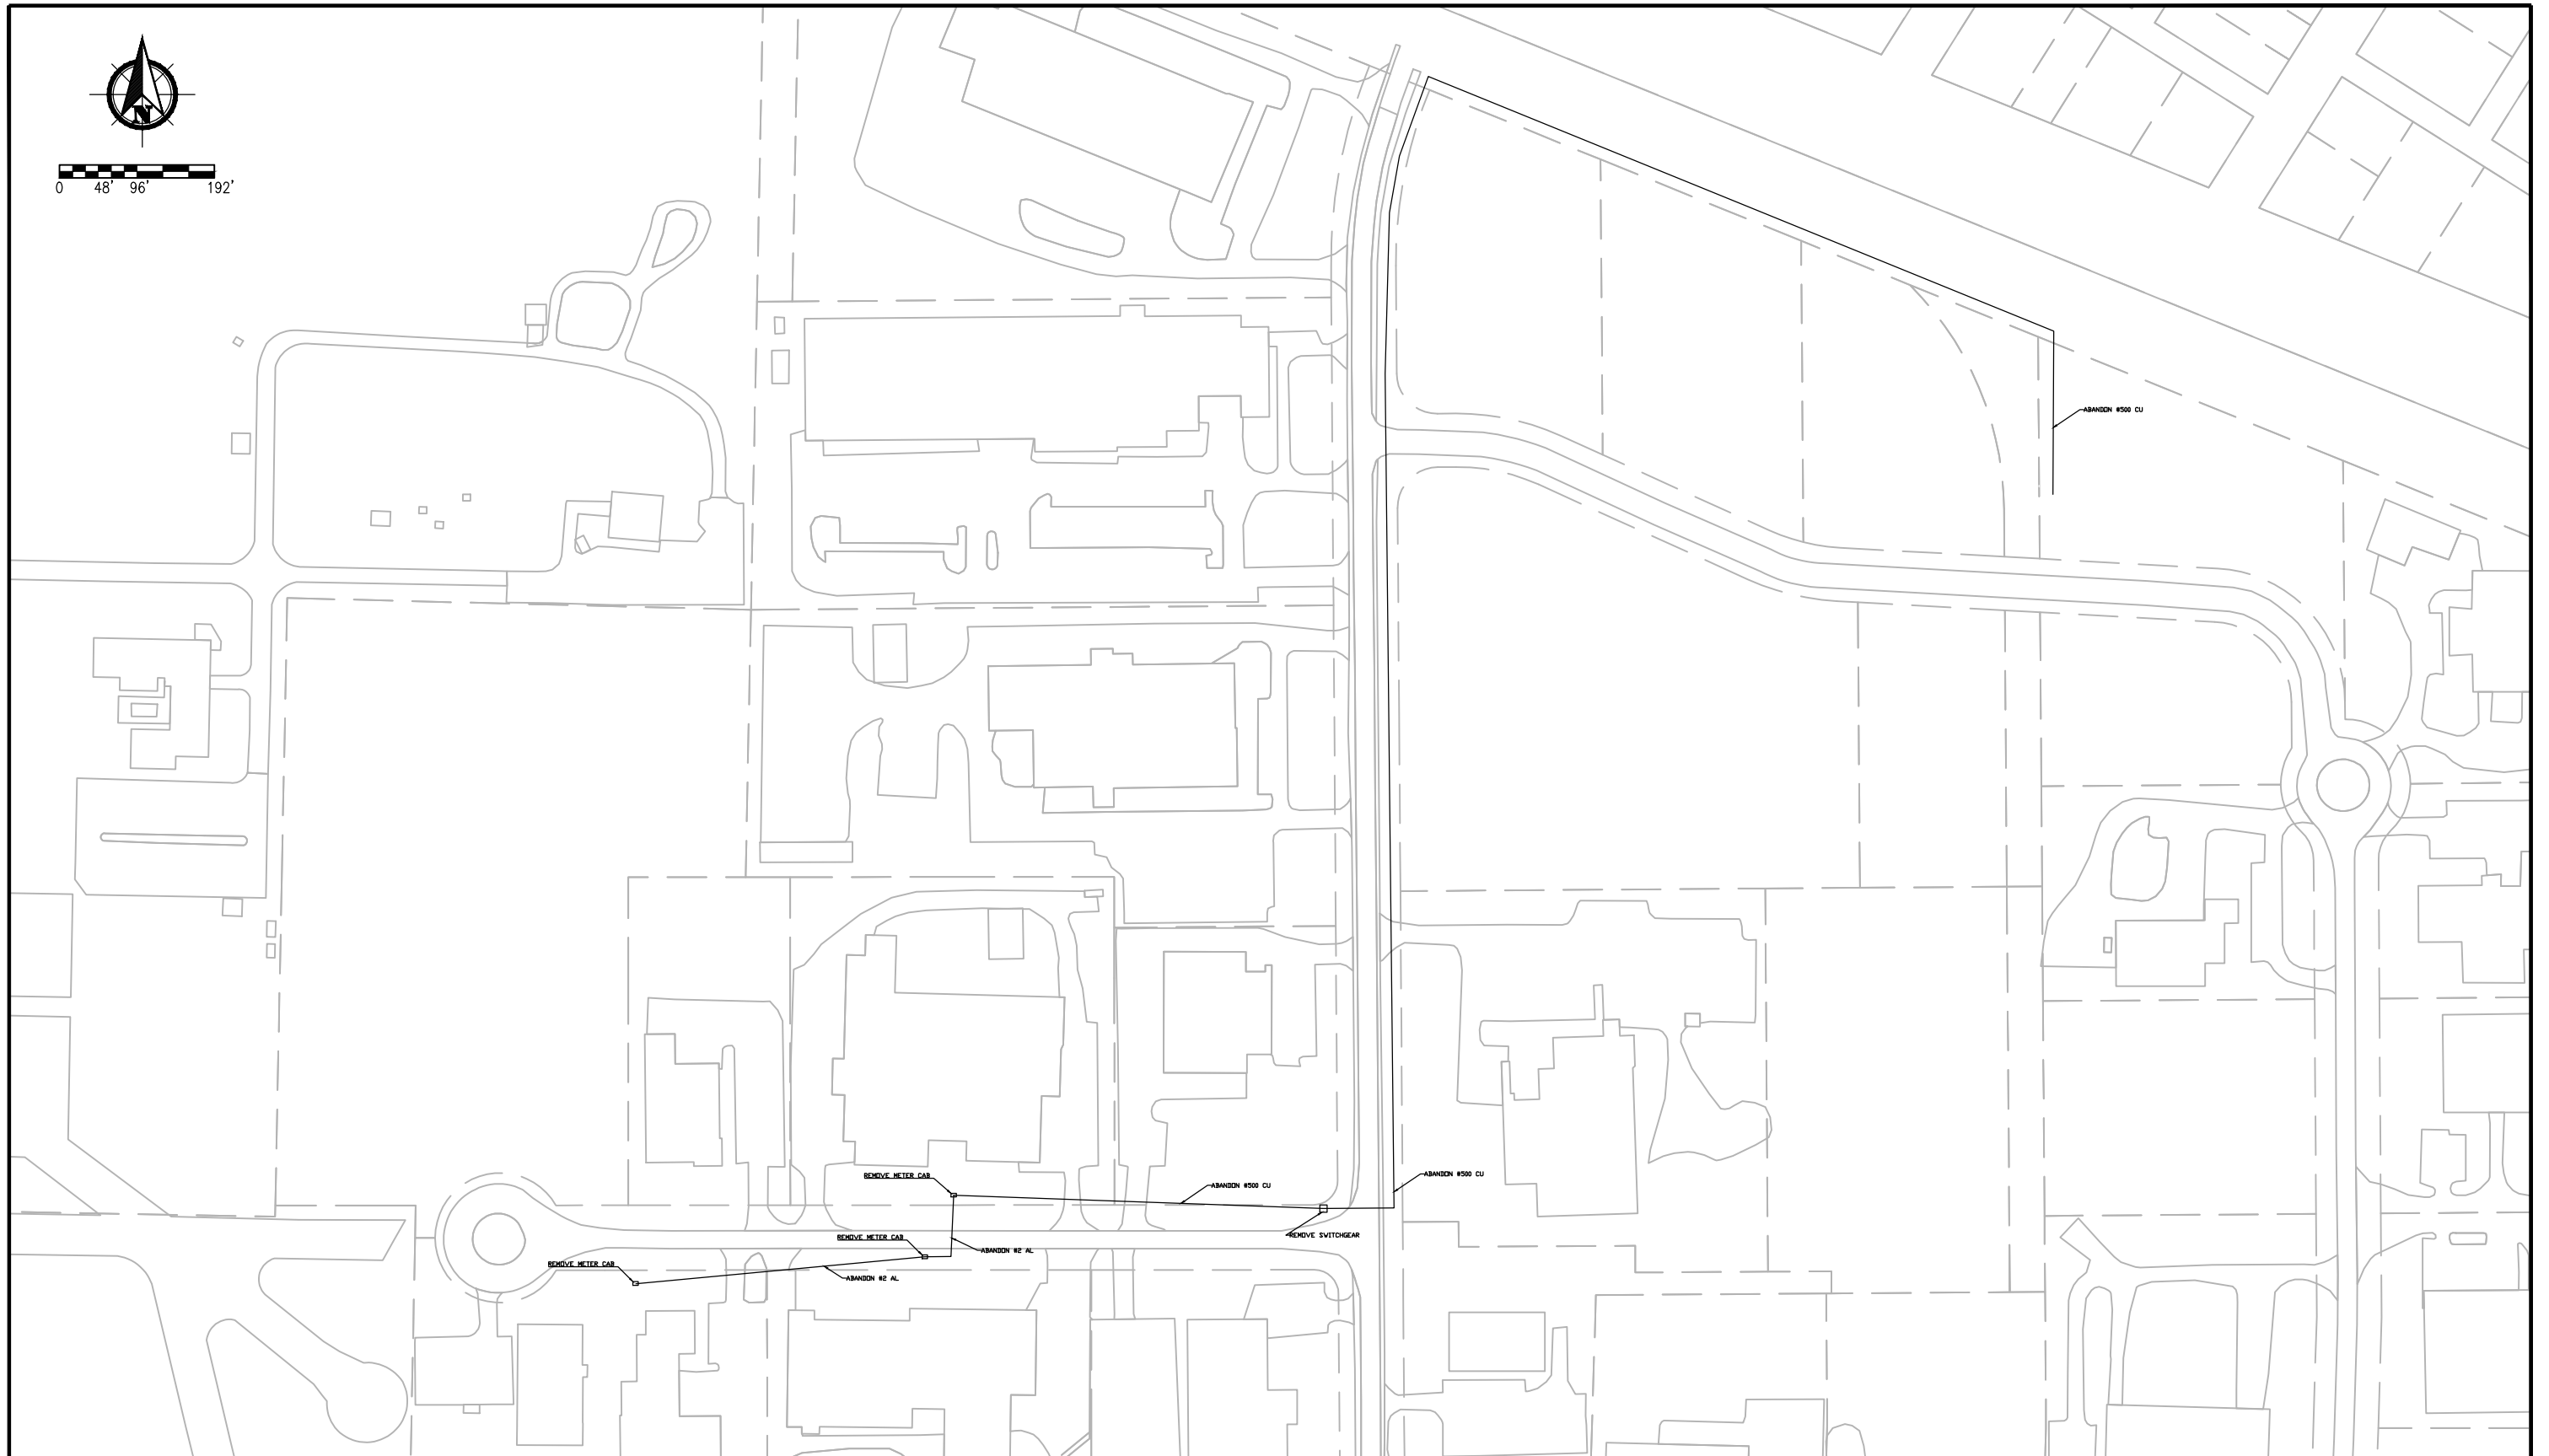 N
0 48' 96' 192'
ABANDON #500 CU
REMOVE METER CAB
ABANDON #500 CU
ABANDON #500 CU
REMOVE METER CAB
REMOVE SWITCHGEAR
ABANDON #2 AL
REMOVE METER CAB
ABANDON #2 AL